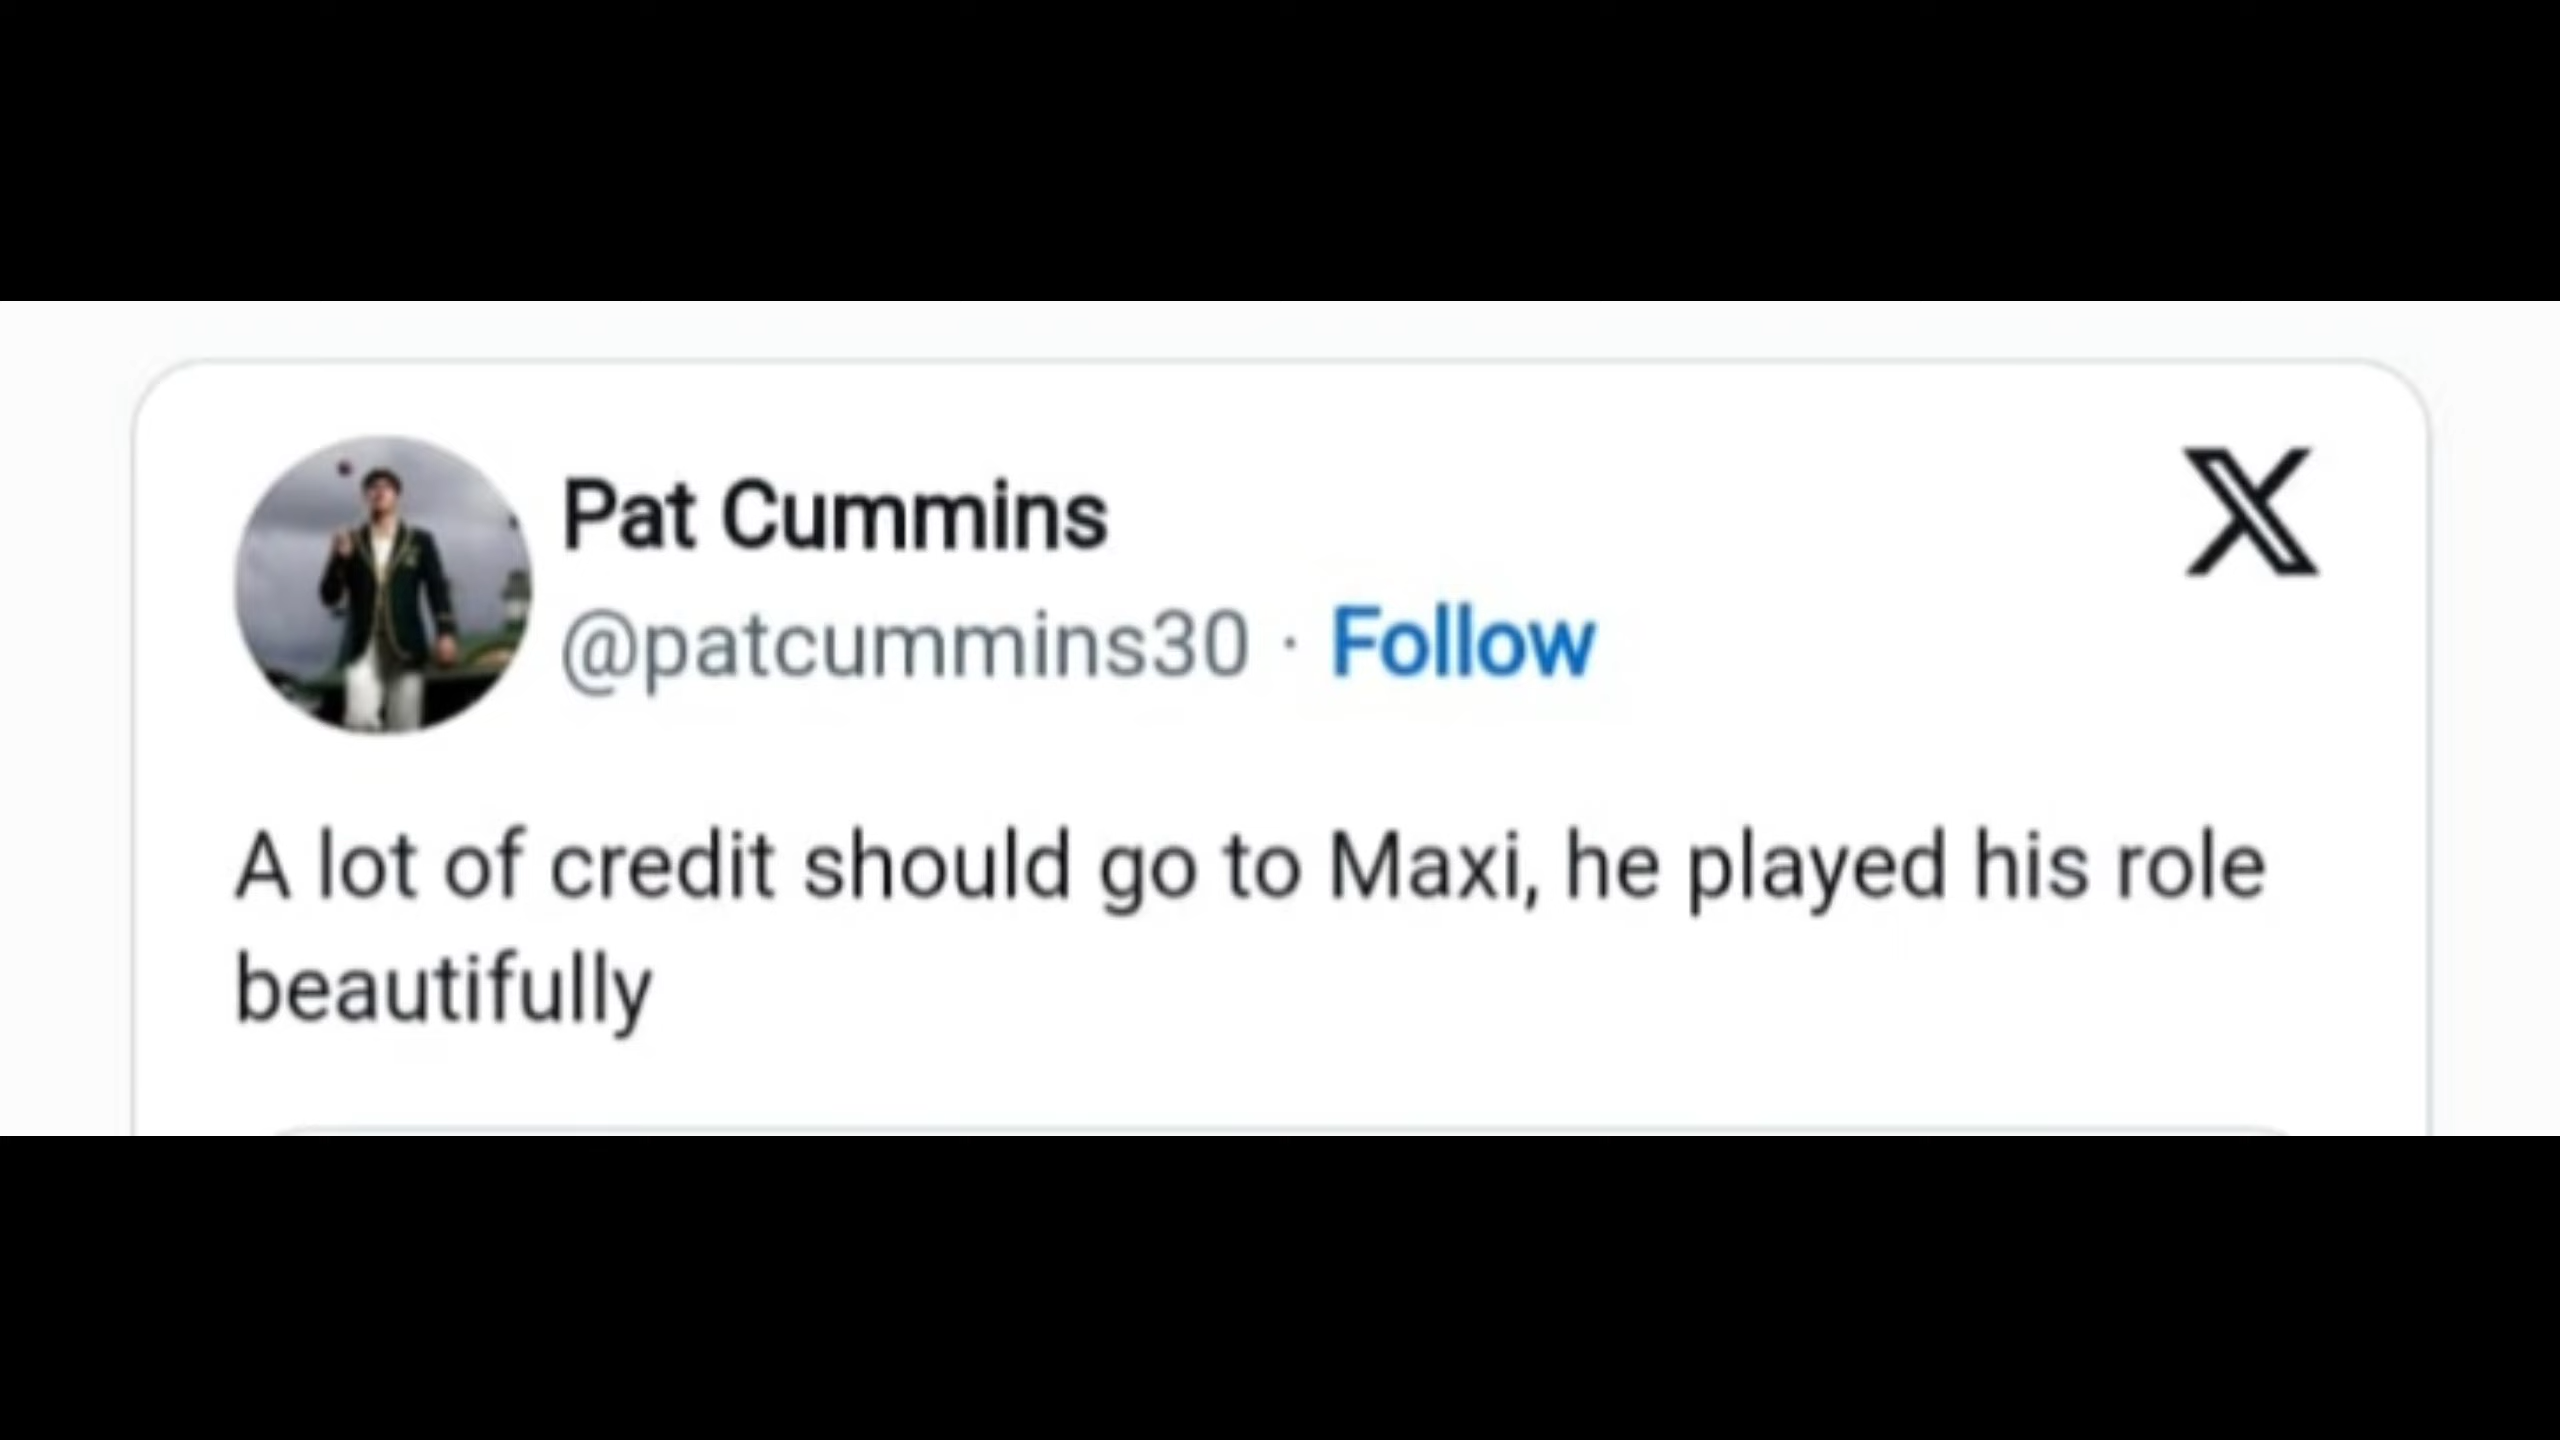 Pat Cummins
@patcummins30 · Follow
A lot of credit should go to Maxi, he played his role
beautifully